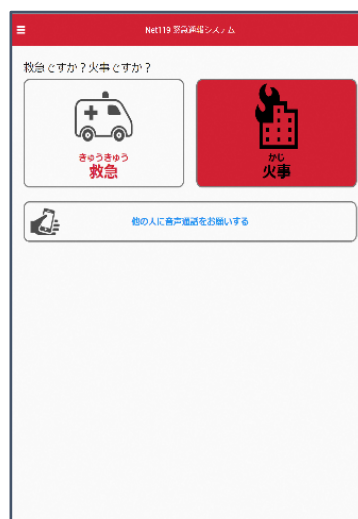 Net119 緊急通報システム
救急ですか？火事ですか？
きゅうきゅう
救急
かじ
火事
他の人に音声通話をお願いする